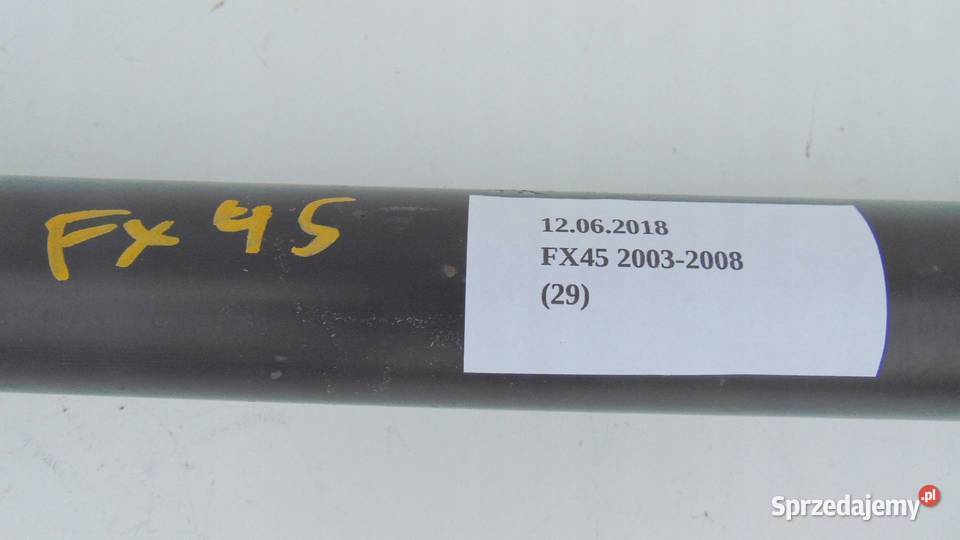 FX 45
12.06.2018
FX45 2003-2008
(29)
Sprzedajemy.pl